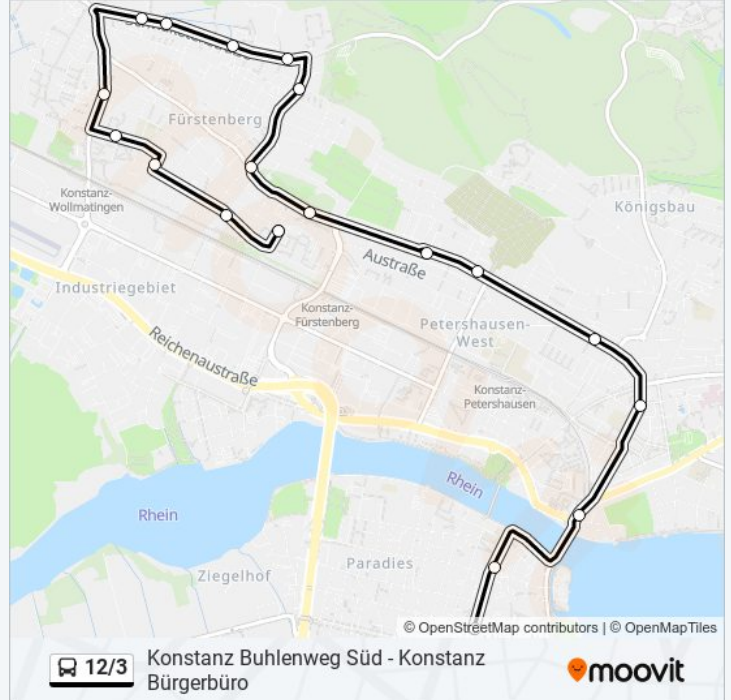 Fürstenberg
Konstanz-
Wollmatingen
Königsbau
Austraße
Industriegebiet
Konstanz-
Fürstenberg
Petershausen-
West
Reichenaustraße
Konstanz-
Petershausen
Rhein
Rhein
Paradies
Ziegelhof
© OpenStreetMap contributors | © OpenMapTiles
12/3
Konstanz Buhlenweg Süd - Konstanz
Bürgerbüro
moovit